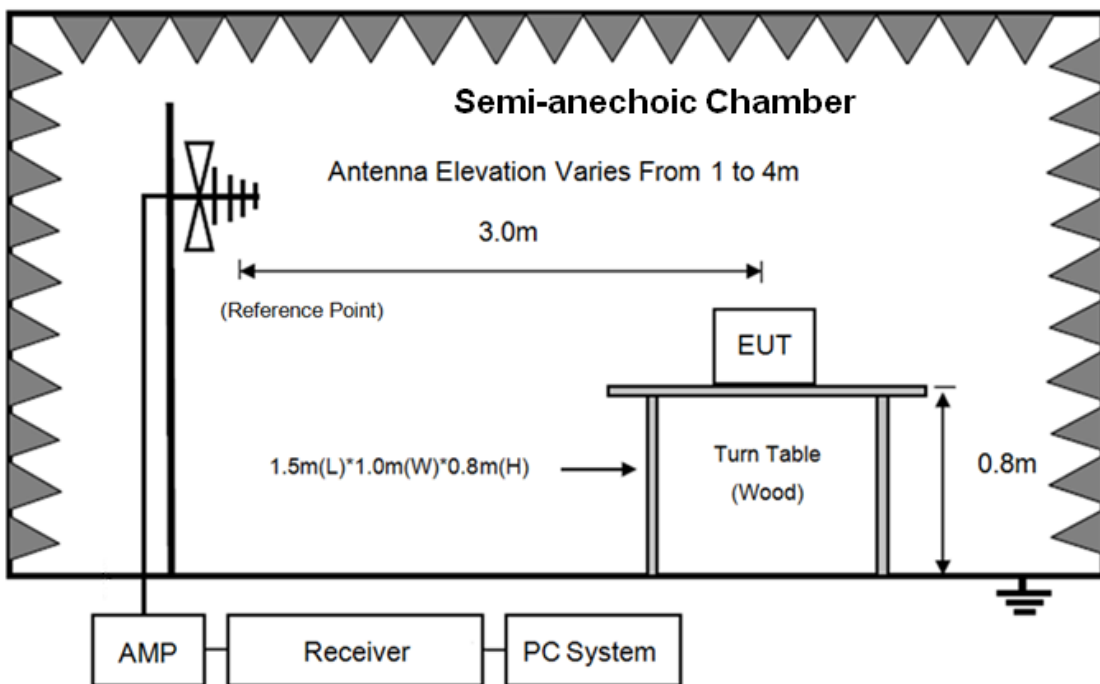 Semi-anechoic Chamber
Antenna Elevation Varies From 1 to 4m
3.0m
(Reference Point)
EUT
1.5m(L)*1.0m(W)*0.8m(H)
Turn Table
(Wood)
0.8m
AMP
Receiver
PC System